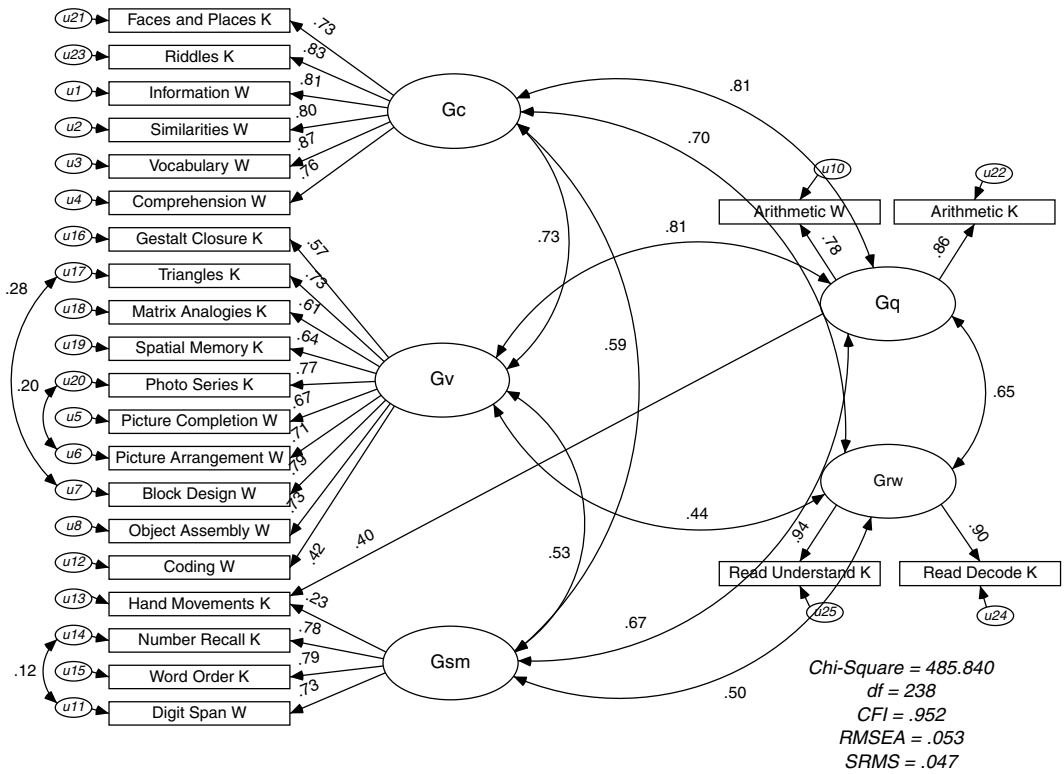 u21
Faces and Places K
.73
u23
Riddles K
.83
u1
Information W
.81
u2
Similarities W
.80
u3
Vocabulary W
.87
u4
Comprehension W
.76
Gc
.81
.70
u10
u22
Arithmetic W
Arithmetic K
.78
.86
u16
Gestalt Closure K
.57
.73
.81
.28
u17
Triangles K
.73
u18
Matrix Analogies K
.61
Gq
u19
Spatial Memory K
.64
.59
.20
u20
Photo Series K
.77
Gv
.65
u5
Picture Completion W
.67
u6
Picture Arrangement W
.71
u7
Block Design W
.79
Grw
u8
Object Assembly W
.73
.44
.94
.90
u12
Coding W
.42
.40
.53
Read Understand K
Read Decode K
u13
Hand Movements K
.23
u25
u24
.12
u14
Number Recall K
.78
.67
u15
Word Order K
.79
Gsm
u11
Digit Span W
.73
.50
Chi-Square = 485.840
df = 238
CFI = .952
RMSEA = .053
SRMS = .047